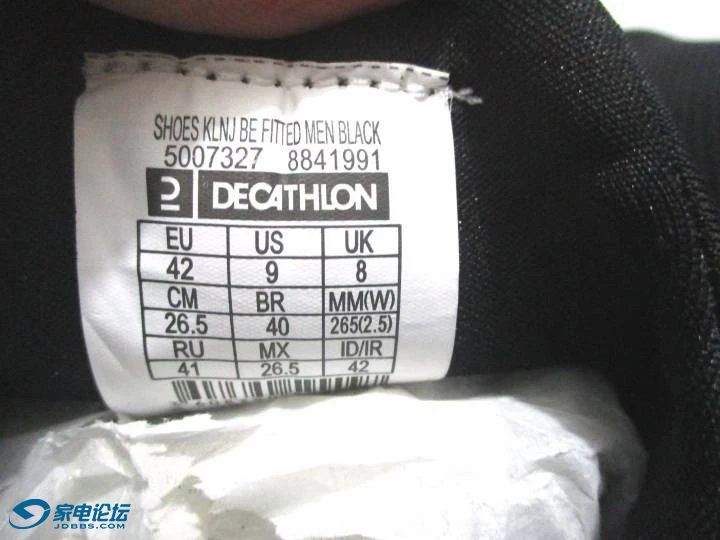 SHOES KLNJ BE FITTED MEN BLACK
5007327 8841991
DECATHLON
EU US UK
42 9 8
CM BR MM(W)
26.5 40 265(2.5)
RU MX ID/IR
41 26.5 42
家电论坛
JDBBS.COM